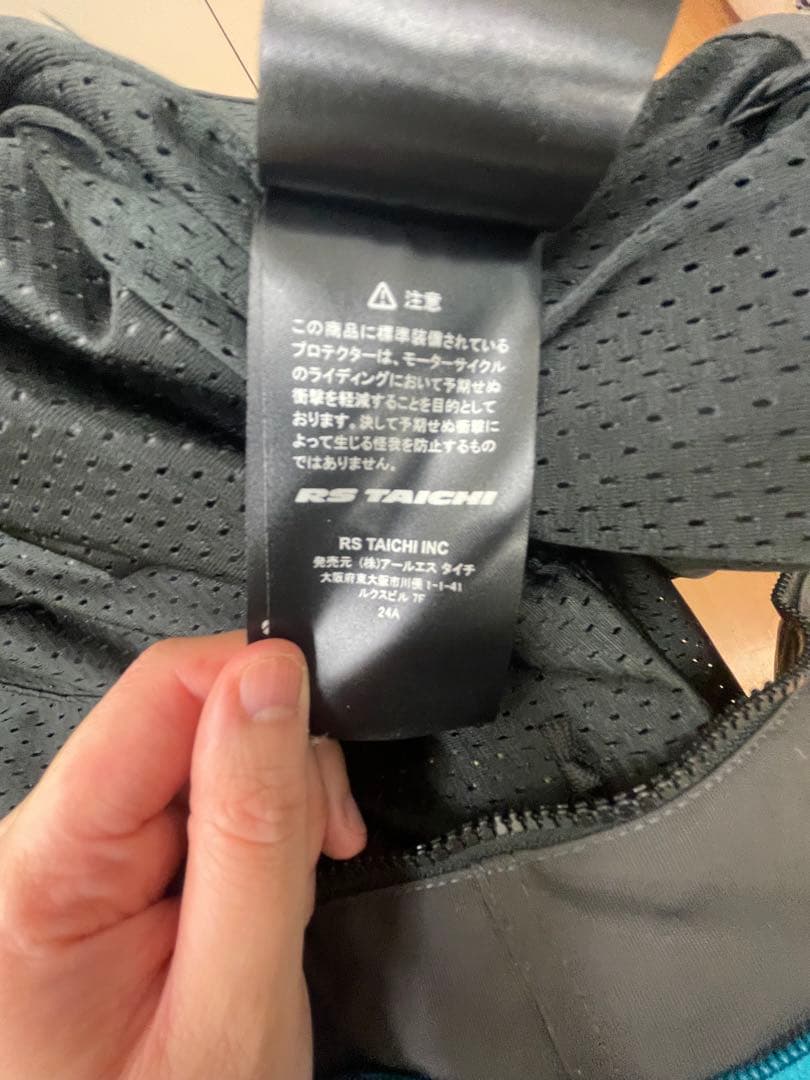 注意
この商品に標準装備されている
プロテクターは、モーターサイクル
のライディングにおいて予期せぬ
衝撃を軽減することを目的として
おります。決して予期せぬ衝撃に
よって生じる怪我を防止するもの
ではありません。
RS TAICHI
RS TAICHI INC
発売元 (株)アールエス タイチ
大阪府東大阪市川俣 1-1-41
ルクスビル 7F
24A